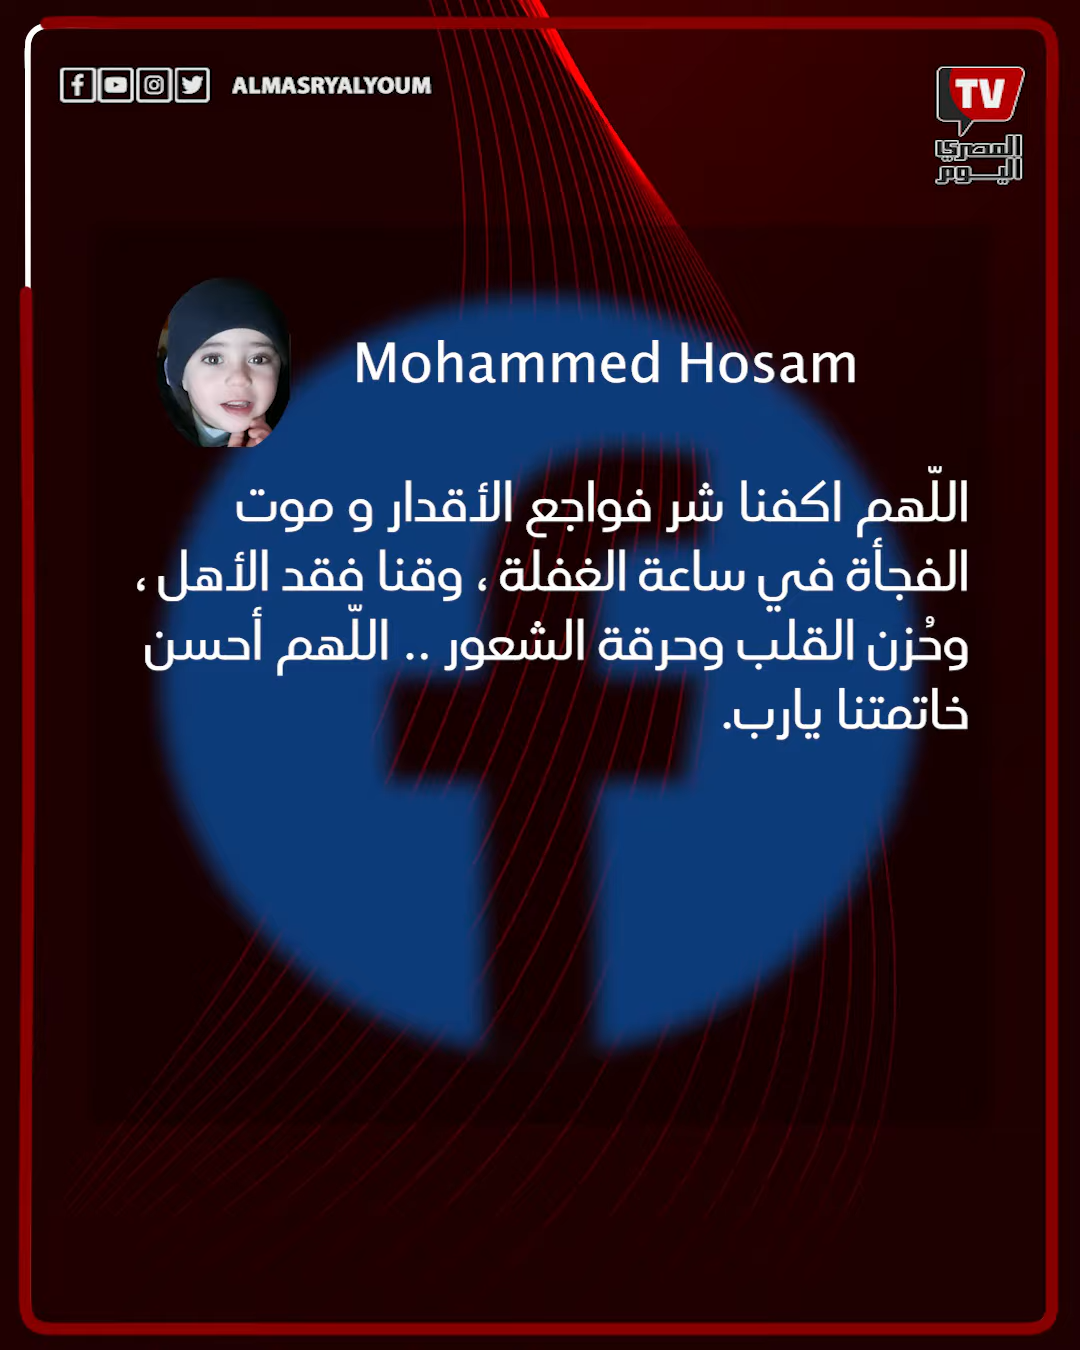 ALMASRYALYOUM
TV
المصري
اليوم
Mohammed Hosam
اللّهم اكفنا شر فواجع الأقدار و موت
الفجأة في ساعة الغفلة ، وقنا فقد الأهل ،
وحُزن القلب وحرقة الشعور .. اللّهم أحسن
خاتمتنا يارب.